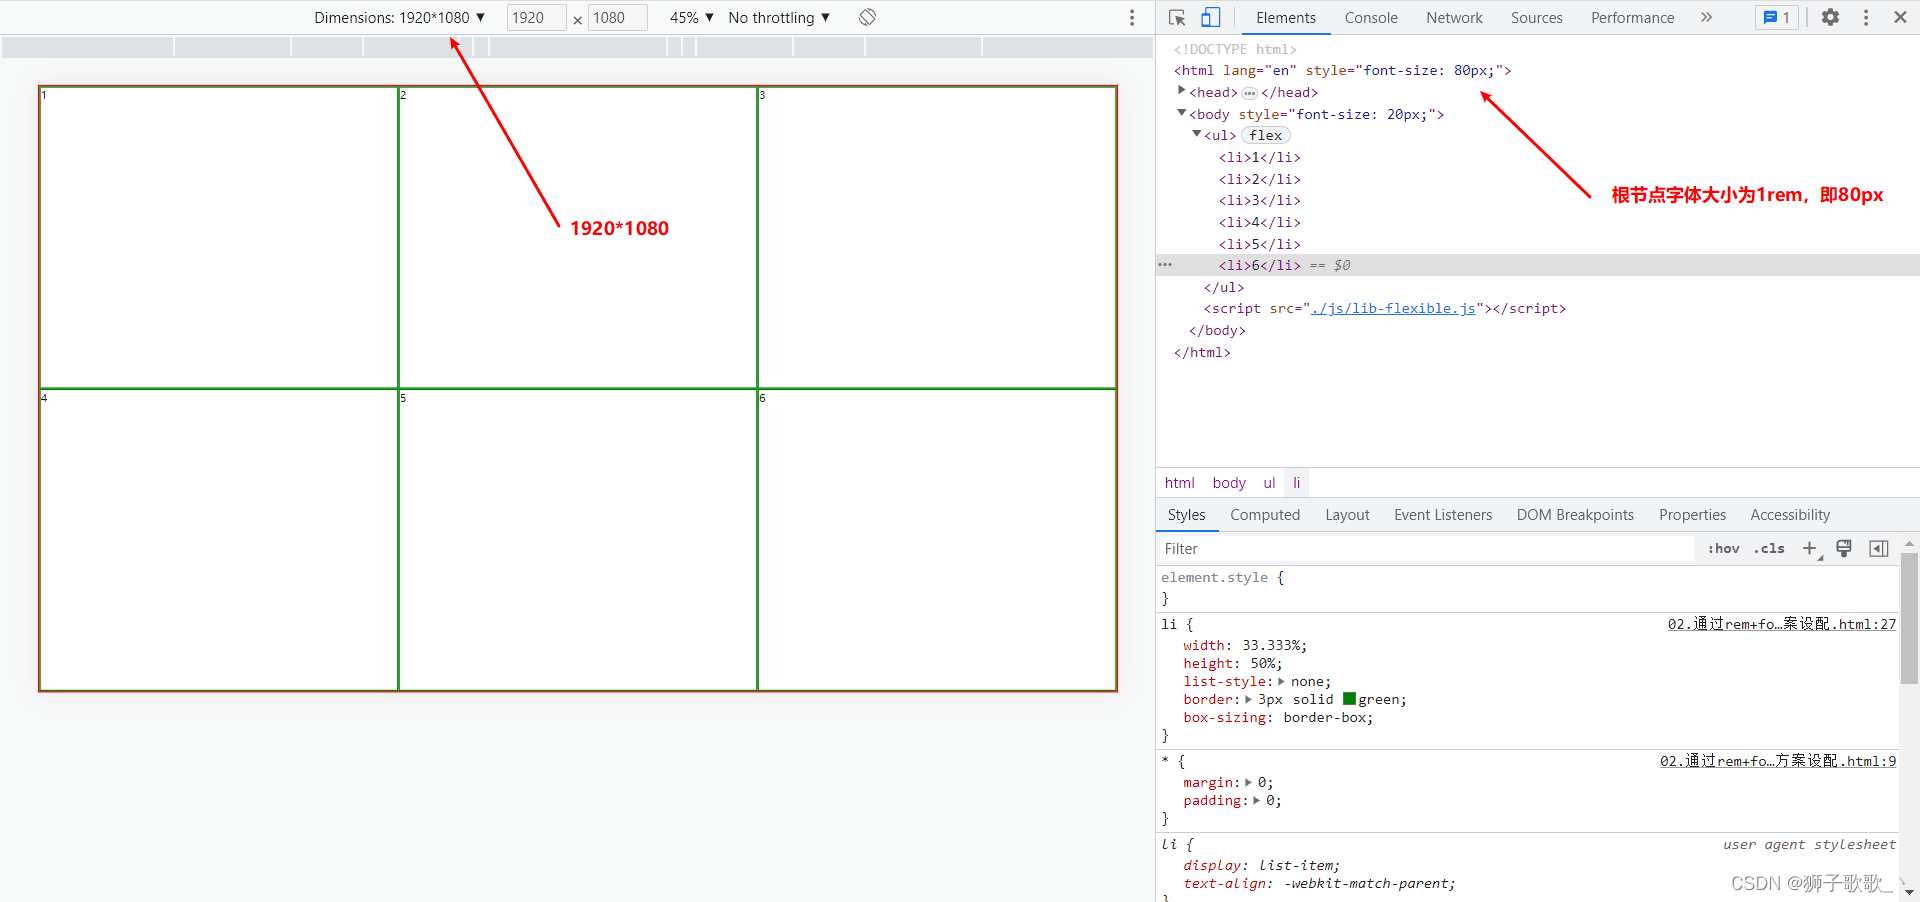 Dimensions: 1920*1080 ▼ 1920 × 1080 45% ▼ No throttling ▼
1 2 3
1920*1080
4 5 6
Elements Console Network Sources Performance » 1
<!DOCTYPE html>
<html lang="en" style="font-size: 80px;">
<head> ••• </head>
<body style="font-size: 20px;">
<ul> flex
<li>1</li>
<li>2</li>
<li>3</li>
<li>4</li>
<li>5</li>
<li>6</li> == $0
</ul>
<script src="./js/lib-flexible.js"></script>
</body>
</html>
根节点字体大小为1rem，即80px
html body ul li
Styles Computed Layout Event Listeners DOM Breakpoints Properties Accessibility
Filter :hov .cls +
element.style {
}
li { 02.通过rem+fo…案设配.html:27
width: 33.333%;
height: 50%;
list-style: none;
border: 3px solid green;
box-sizing: border-box;
}
* { 02.通过rem+fo…方案设配.html:9
margin: 0;
padding: 0;
}
li { user agent stylesheet
display: list-item;
text-align: -webkit-match-parent;
}
CSDN @狮子歌歌_